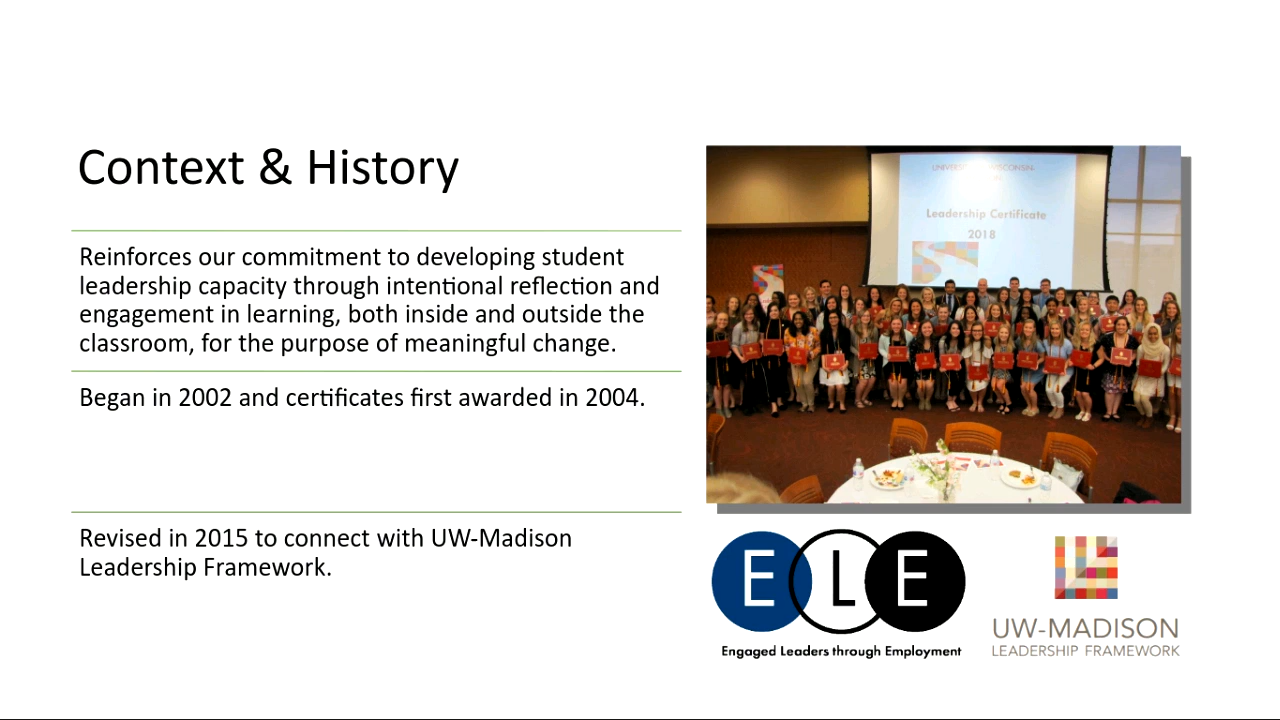 Context & History
Reinforces our commitment to developing student
leadership capacity through intentional reflection and
engagement in learning, both inside and outside the
classroom, for the purpose of meaningful change.
Began in 2002 and certificates first awarded in 2004.
Revised in 2015 to connect with UW-Madison
Leadership Framework.
Leadership Certificate
2018
E L E
Engaged Leaders through Employment
UW-MADISON
LEADERSHIP FRAMEWORK